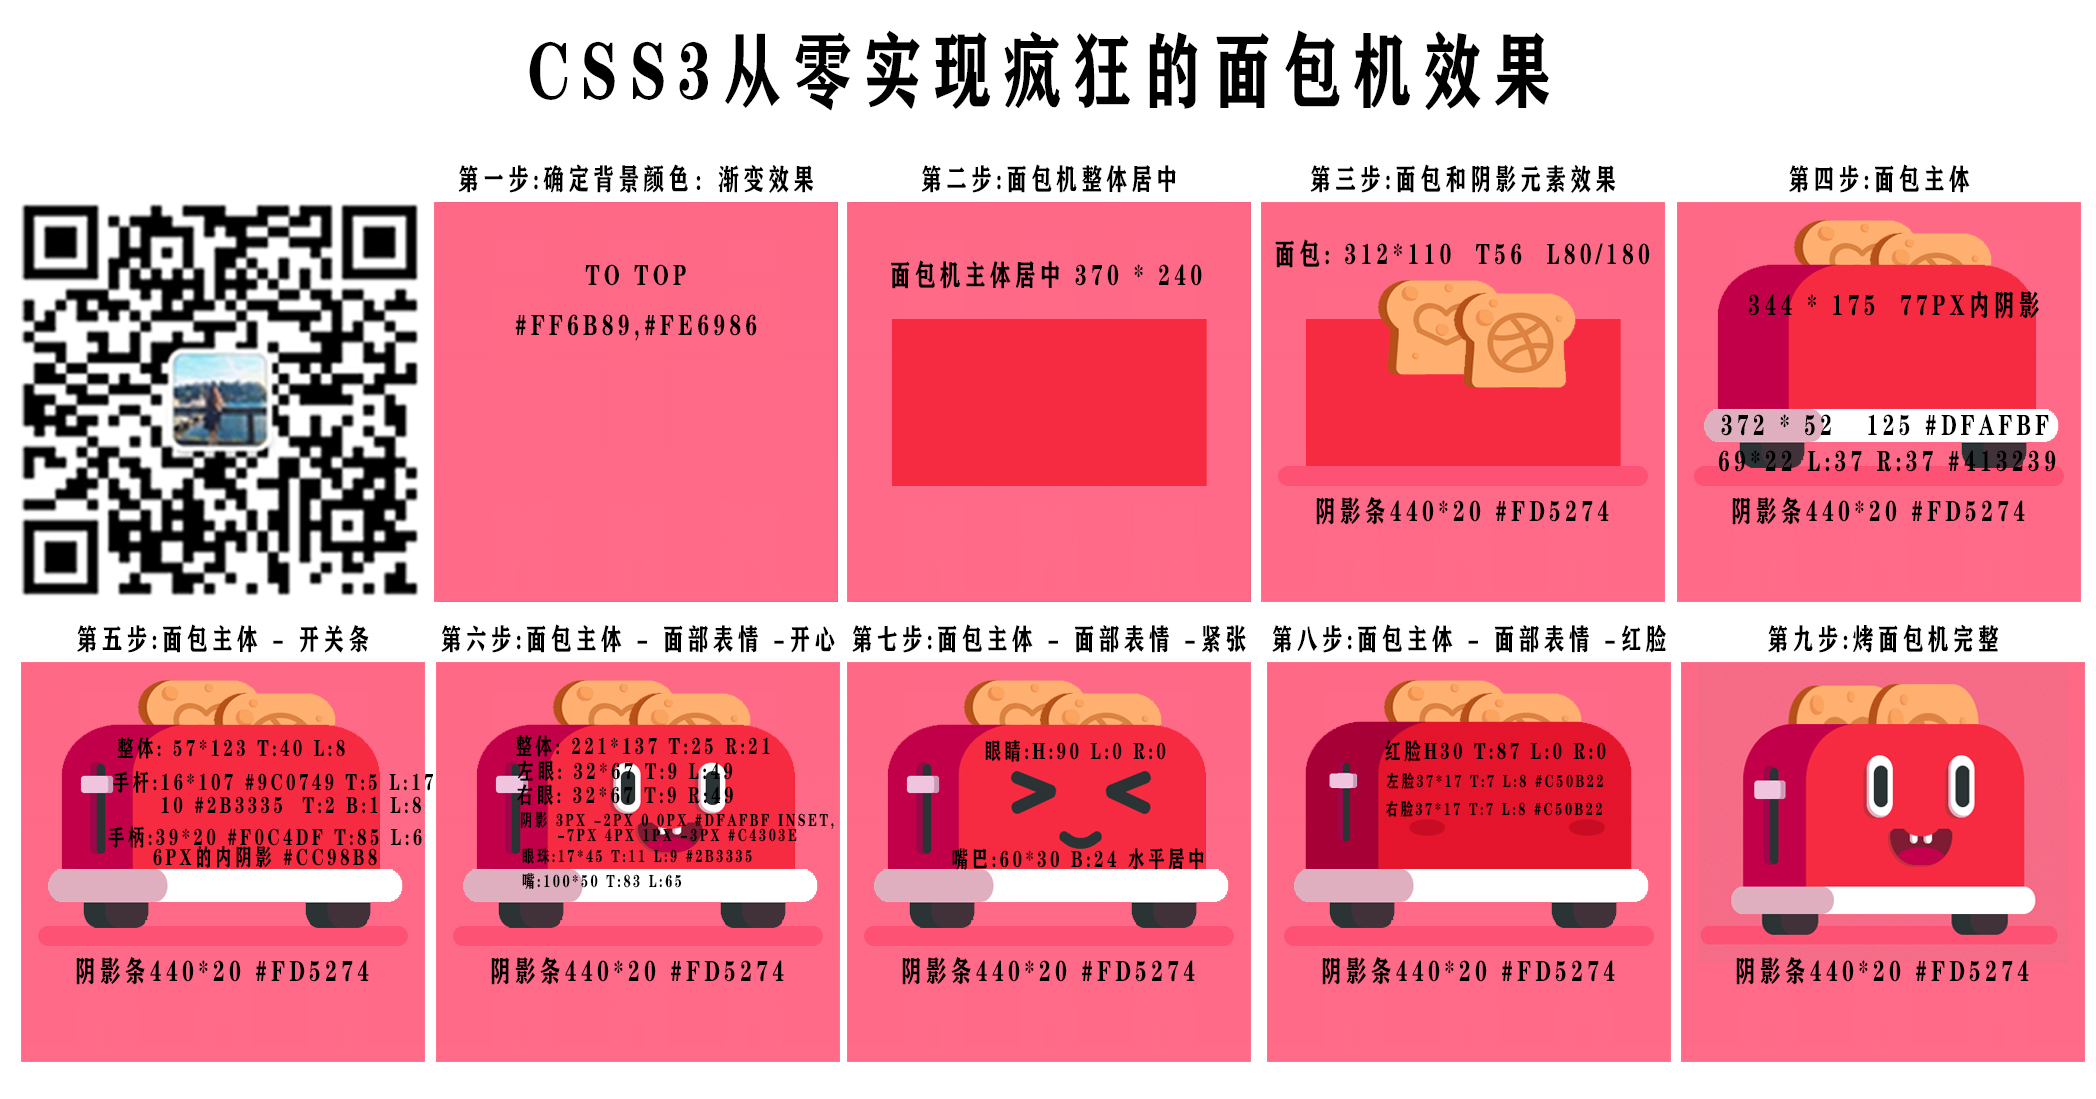 CSS3从零实现疯狂的面包机效果
第一步:确定背景颜色: 渐变效果
TO TOP
#FF6B89,#FE6986
第二步:面包机整体居中
面包机主体居中 370 * 240
第三步:面包和阴影元素效果
面包: 312*110 T56 L80/180
阴影条440*20 #FD5274
第四步:面包主体
344 * 175 77PX内阴影
372 * 52 125 #DFAFBF
69*22 L:37 R:37 #413239
阴影条440*20 #FD5274
第五步:面包主体 - 开关条
整体: 57*123 T:40 L:8
手杆:16*107 #9C0749 T:5 L:17
10 #2B3335 T:2 B:1 L:8
手柄:39*20 #F0C4DF T:85 L:6
6PX的内阴影 #CC98B8
阴影条440*20 #FD5274
第六步:面包主体 - 面部表情 -开心
整体: 221*137 T:25 R:21
左眼: 32*67 T:9 L:49
右眼: 32*67 T:9 R:49
阴影 3PX -2PX 0 0PX #DFAFBF INSET,
-7PX 4PX 1PX -3PX #C4303E
眼珠:17*45 T:11 L:9 #2B3335
嘴:100*50 T:83 L:65
阴影条440*20 #FD5274
第七步:面包主体 - 面部表情 -紧张
眼睛:H:90 L:0 R:0
嘴巴:60*30 B:24 水平居中
阴影条440*20 #FD5274
第八步:面包主体 - 面部表情 -红脸
红脸H30 T:87 L:0 R:0
左脸37*17 T:7 L:8 #C50B22
右脸37*17 T:7 L:8 #C50B22
阴影条440*20 #FD5274
第九步:烤面包机完整
阴影条440*20 #FD5274